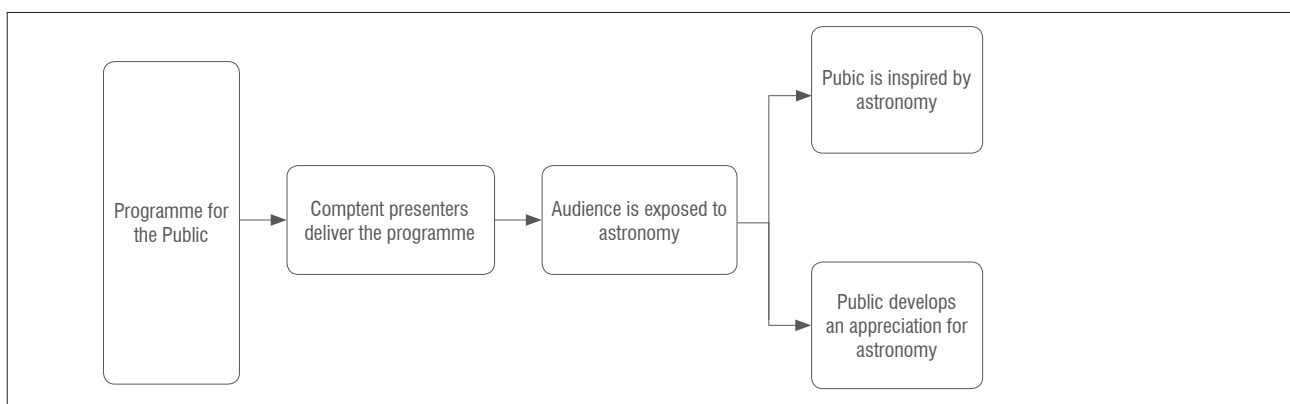 Programme for
the Public
Comptent presenters
deliver the programme
Audience is exposed to
astronomy
Pubic is inspired by
astronomy
Public develops
an appreciation for
astronomy